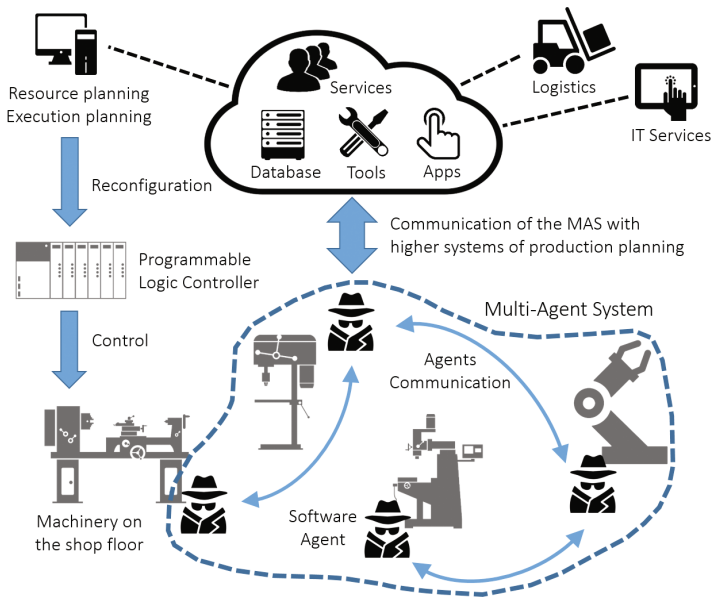 Resource planning
Execution planning
Services
Database
Tools
Apps
Logistics
IT Services
Reconfiguration
Communication of the MAS with
higher systems of production planning
Programmable
Logic Controller
Multi-Agent System
Control
Agents
Communication
Machinery on
the shop floor
Software
Agent